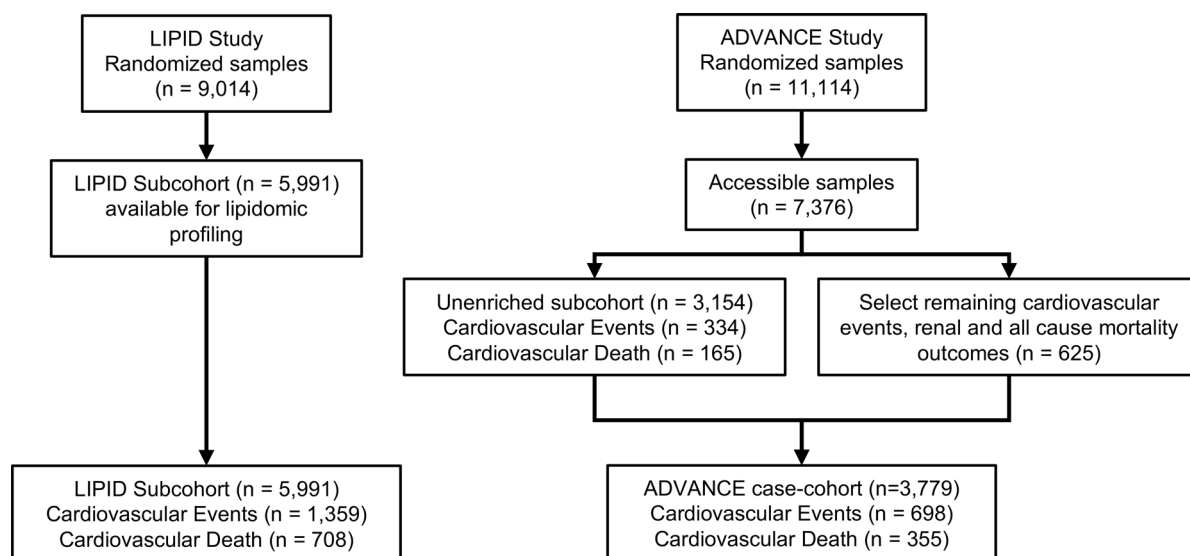 LIPID Study
Randomized samples
(n = 9,014)
LIPID Subcohort (n = 5,991)
available for lipidomic
profiling
LIPID Subcohort (n = 5,991)
Cardiovascular Events (n = 1,359)
Cardiovascular Death (n = 708)
ADVANCE Study
Randomized samples
(n = 11,114)
Accessible samples
(n = 7,376)
Unenriched subcohort (n = 3,154)
Cardiovascular Events (n = 334)
Cardiovascular Death (n = 165)
Select remaining cardiovascular
events, renal and all cause mortality
outcomes (n = 625)
ADVANCE case-cohort (n=3,779)
Cardiovascular Events (n = 698)
Cardiovascular Death (n = 355)